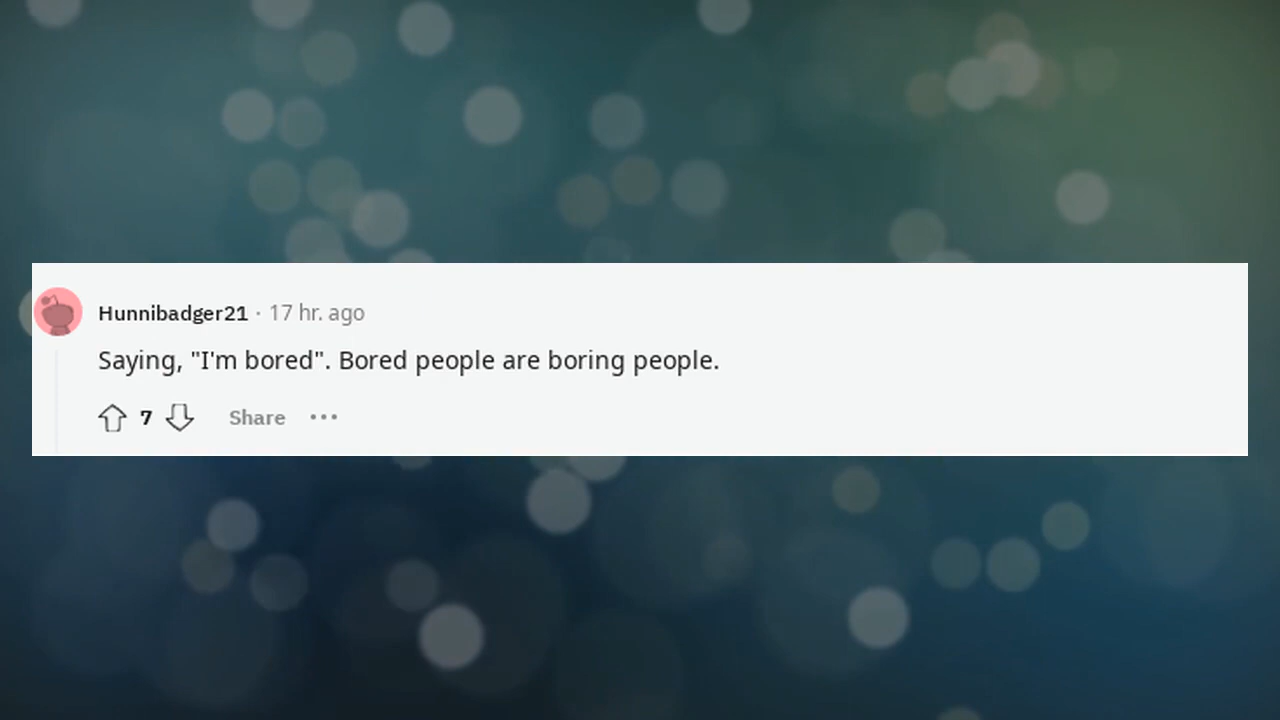 Hunnibadger21 · 17 hr. ago
Saying, "I'm bored". Bored people are boring people.
7 Share